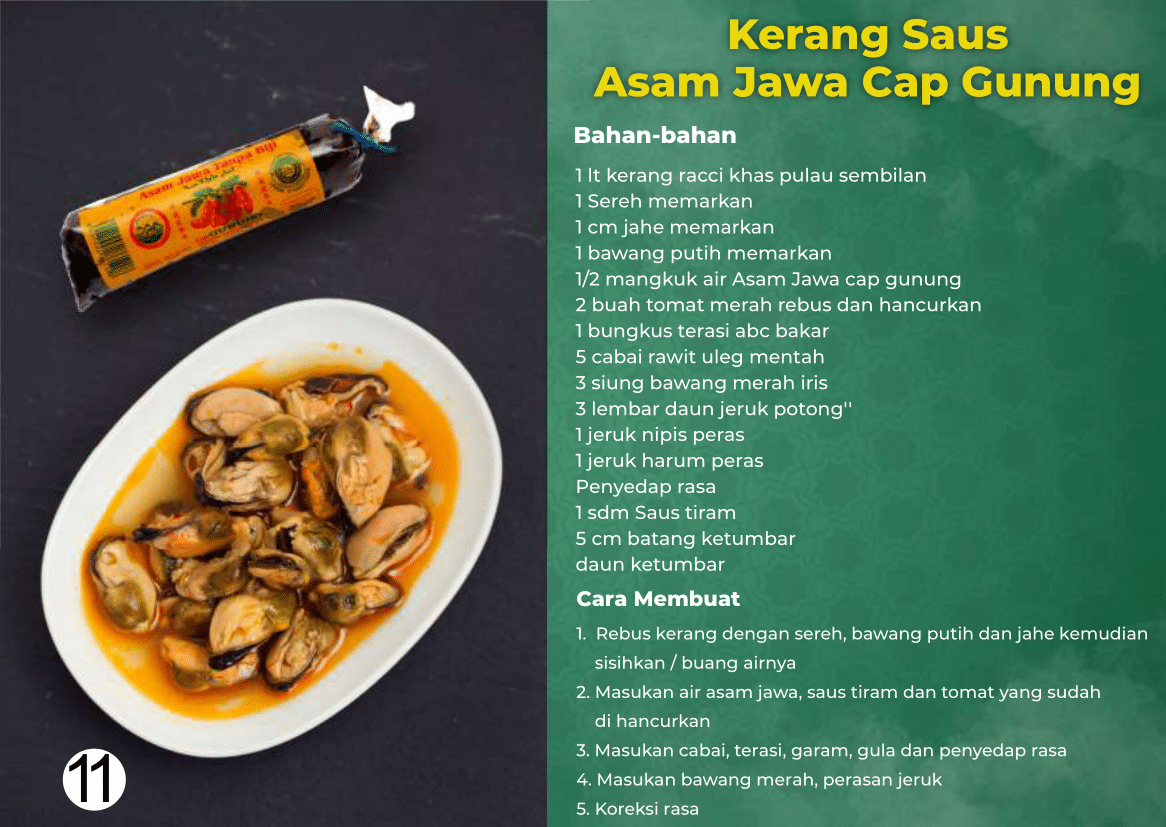 Kerang Saus
Asam Jawa Cap Gunung
Bahan-bahan
1 lt kerang racci khas pulau sembilan
1 Sereh memarkan
1 cm jahe memarkan
1 bawang putih memarkan
1/2 mangkuk air Asam Jawa cap gunung
2 buah tomat merah rebus dan hancurkan
1 bungkus terasi abc bakar
5 cabai rawit uleg mentah
3 siung bawang merah iris
3 lembar daun jeruk potong''
1 jeruk nipis peras
1 jeruk harum peras
Penyedap rasa
1 sdm Saus tiram
5 cm batang ketumbar
daun ketumbar
Cara Membuat
1. Rebus kerang dengan sereh, bawang putih dan jahe kemudian
sisihkan / buang airnya
2. Masukan air asam jawa, saus tiram dan tomat yang sudah
di hancurkan
3. Masukan cabai, terasi, garam, gula dan penyedap rasa
4. Masukan bawang merah, perasan jeruk
5. Koreksi rasa
Asam Jawa Tanpa Biji
11